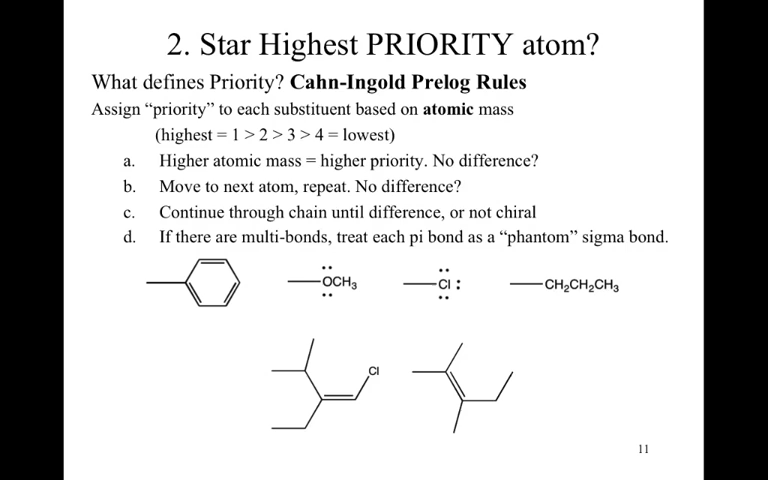 2. Star Highest PRIORITY atom?
What defines Priority? Cahn-Ingold Prelog Rules
Assign “priority” to each substituent based on atomic mass
(highest = 1 > 2 > 3 > 4 = lowest)
a. Higher atomic mass = higher priority. No difference?
b. Move to next atom, repeat. No difference?
c. Continue through chain until difference, or not chiral
d. If there are multi-bonds, treat each pi bond as a “phantom” sigma bond.
OCH₃
Cl
CH₂CH₂CH₃
Cl
11